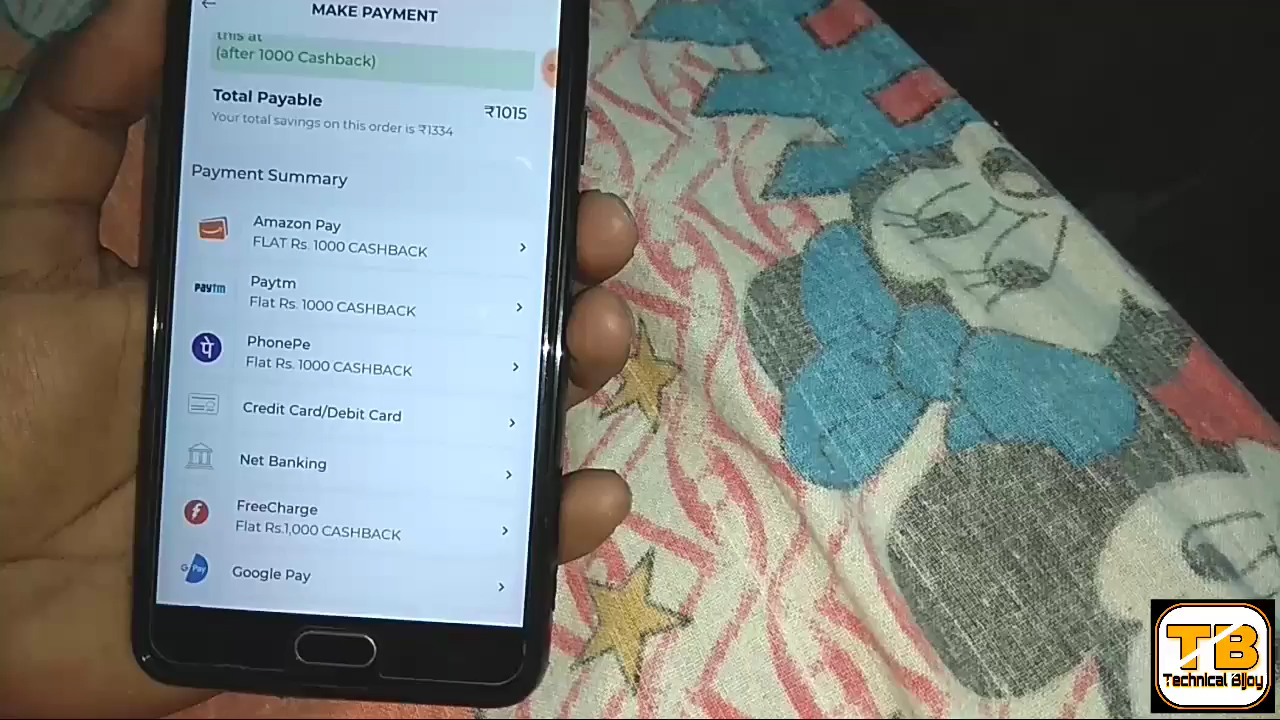 MAKE PAYMENT
this at
(after 1000 Cashback)
Total Payable
₹1015
Your total savings on this order is ₹1334
Payment Summary
Amazon Pay
FLAT Rs. 1000 CASHBACK
Paytm
Paytm
Flat Rs. 1000 CASHBACK
पे
PhonePe
Flat Rs. 1000 CASHBACK
Credit Card/Debit Card
Net Banking
f
FreeCharge
Flat Rs.1,000 CASHBACK
G Pay
Google Pay
TB
Technical Bijoy